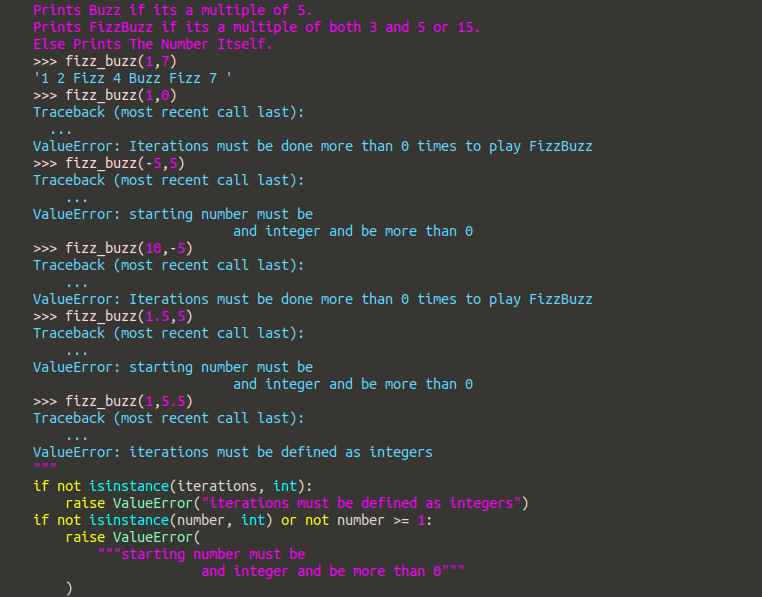 Prints Buzz if its a multiple of 5.
Prints FizzBuzz if its a multiple of both 3 and 5 or 15.
Else Prints The Number Itself.
>>> fizz_buzz(1,7)
'1 2 Fizz 4 Buzz Fizz 7 '
>>> fizz_buzz(1,0)
Traceback (most recent call last):
  ...
ValueError: Iterations must be done more than 0 times to play FizzBuzz
>>> fizz_buzz(-5,5)
Traceback (most recent call last):
    ...
ValueError: starting number must be
                         and integer and be more than 0
>>> fizz_buzz(10,-5)
Traceback (most recent call last):
    ...
ValueError: Iterations must be done more than 0 times to play FizzBuzz
>>> fizz_buzz(1.5,5)
Traceback (most recent call last):
    ...
ValueError: starting number must be
                         and integer and be more than 0
>>> fizz_buzz(1,5.5)
Traceback (most recent call last):
    ...
ValueError: iterations must be defined as integers
"""
if not isinstance(iterations, int):
    raise ValueError("iterations must be defined as integers")
if not isinstance(number, int) or not number >= 1:
    raise ValueError(
        """starting number must be
                     and integer and be more than 0"""
    )